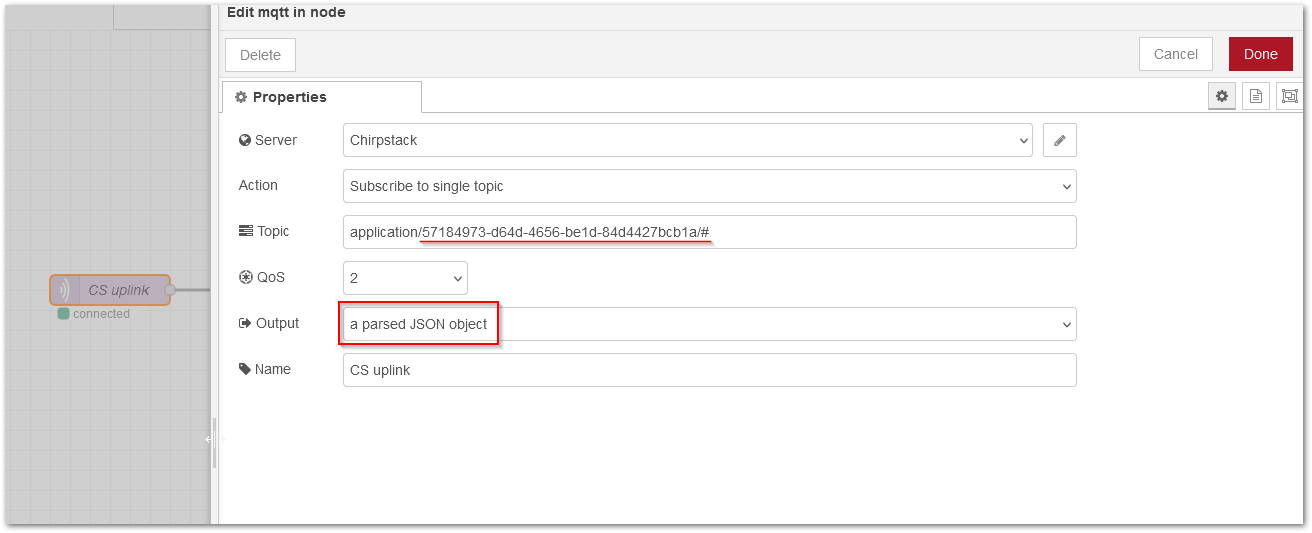 Edit mqtt in node
Delete
Cancel
Done
Properties
Server
Chirpstack
Action
Subscribe to single topic
Topic
application/57184973-d64d-4656-be1d-84d4427bcb1a/#
QoS
2
Output
a parsed JSON object
Name
CS uplink
CS uplink
connected